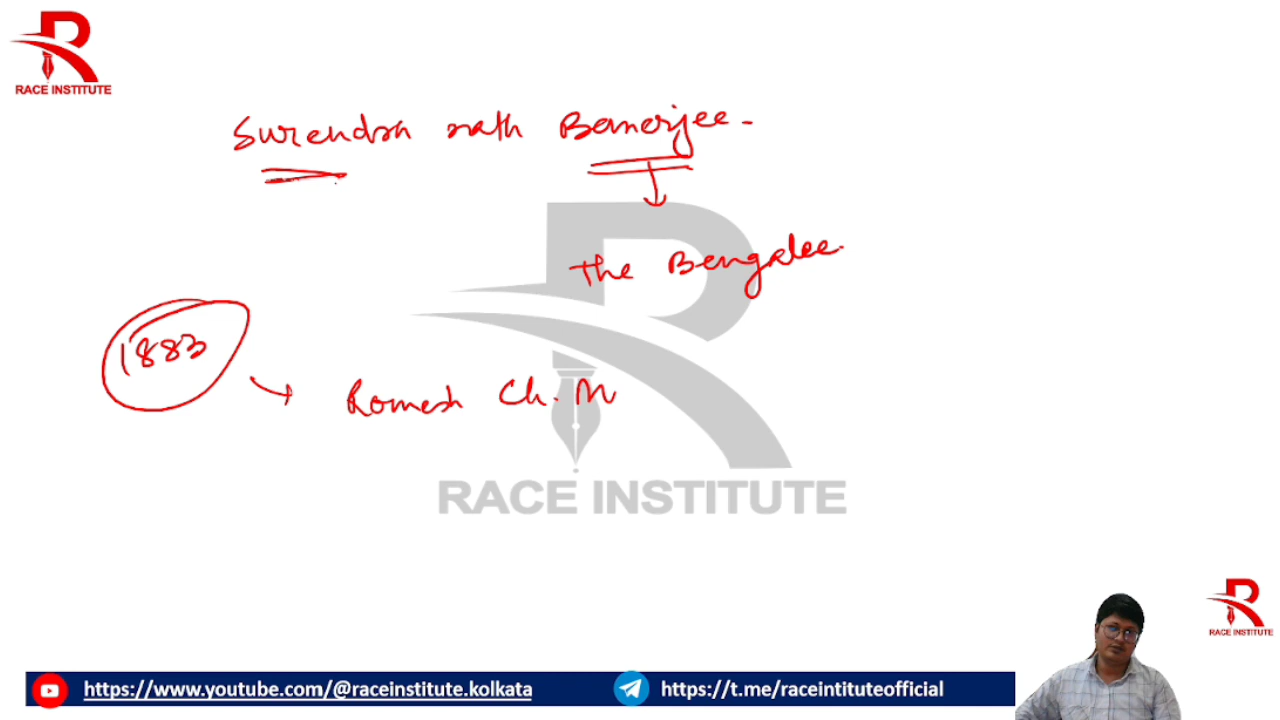 RACE INSTITUTE
Surendra nath Banerjee.
The Bengalee.
1883
Romesh Ch. M
RACE INSTITUTE
RACE INSTITUTE
https://www.youtube.com/@raceinstitute.kolkata
https://t.me/raceintituteofficial